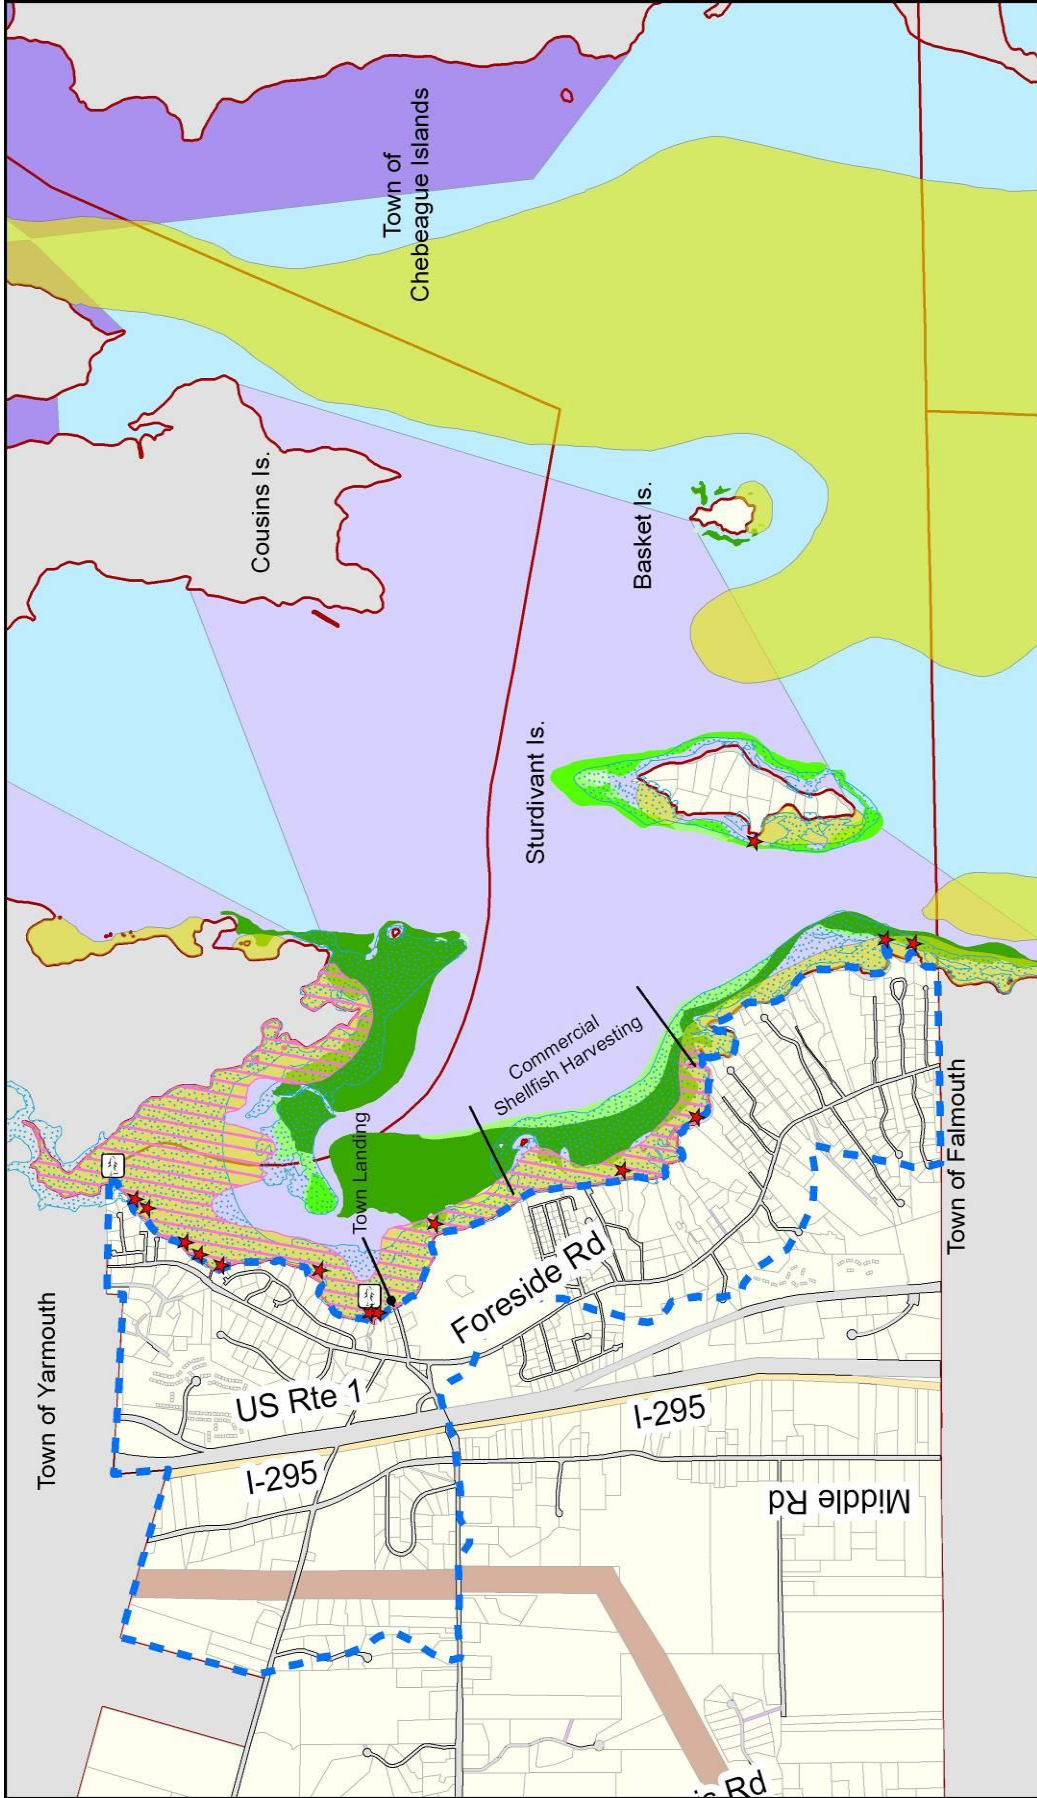 Town of
Chebeague Islands
Cousins Is.
Basket Is.
Sturdivant Is.
Commercial
Shellfish Harvesting
Town Landing
Foreside Rd
US Rte 1
I-295
I-295
Middle Rd
Town of Yarmouth
Town of Falmouth
Rd